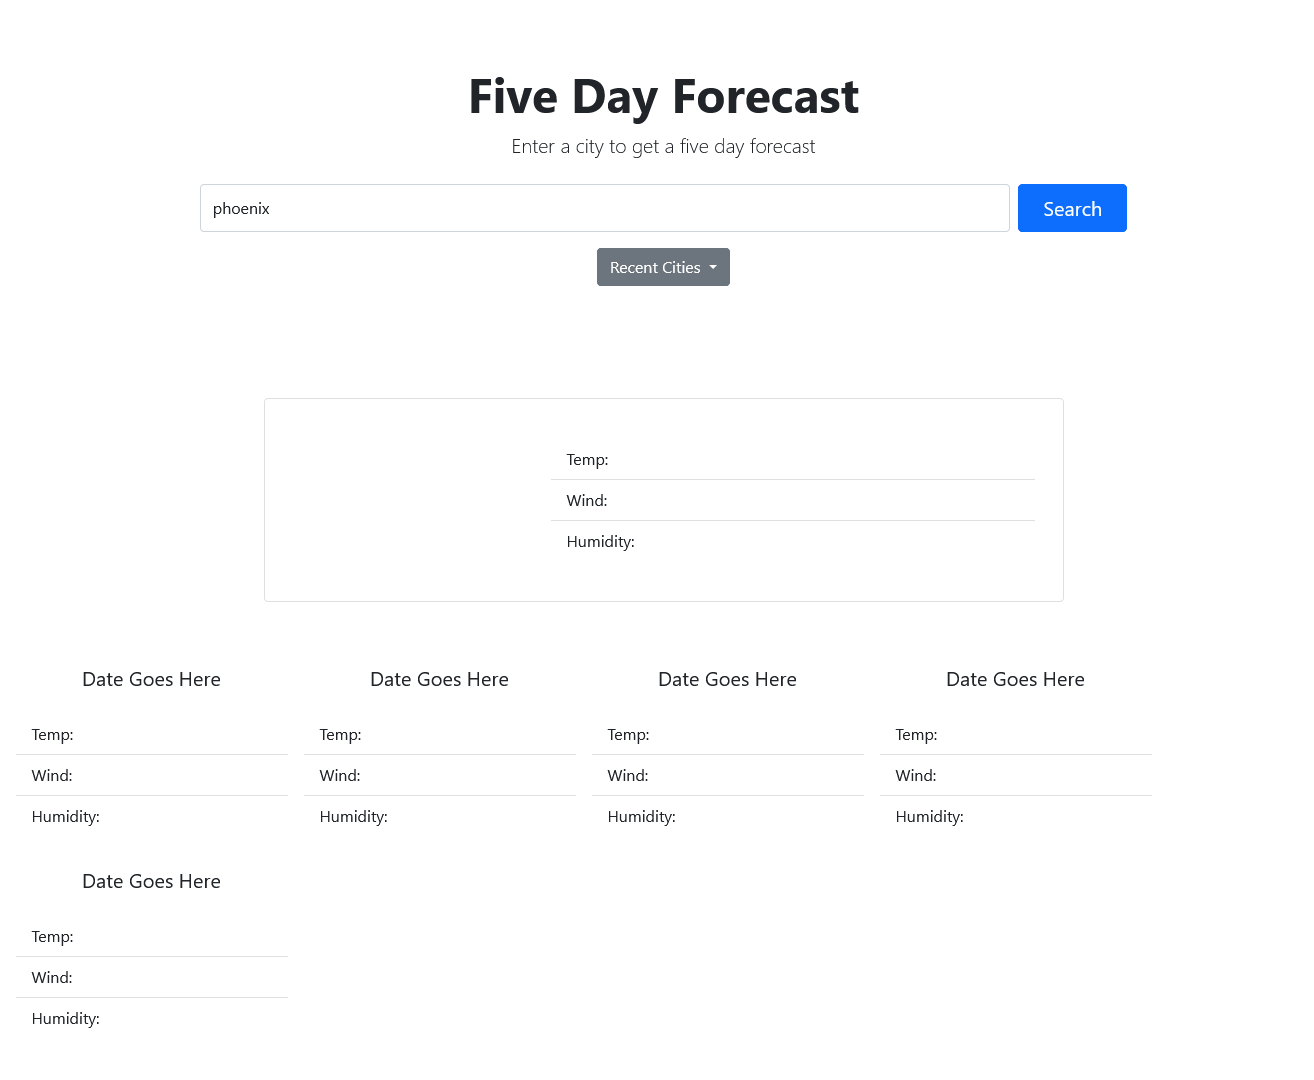 Five Day Forecast
Enter a city to get a five day forecast
phoenix Search
Recent Cities
Temp:
Wind:
Humidity:
Date Goes Here Date Goes Here Date Goes Here Date Goes Here
Temp: Temp: Temp: Temp:
Wind: Wind: Wind: Wind:
Humidity: Humidity: Humidity: Humidity:
Date Goes Here
Temp:
Wind:
Humidity: